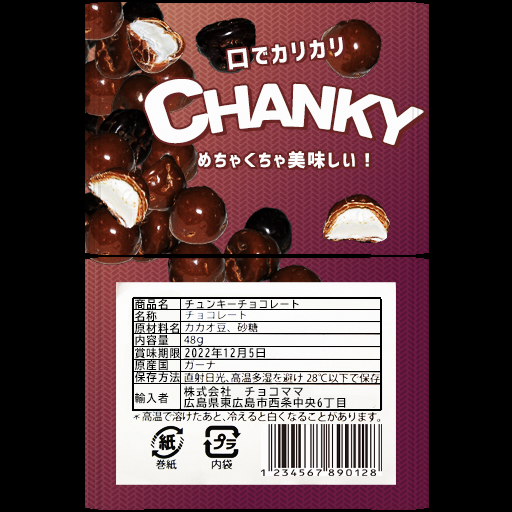 口でカリカリ
CHANKY
めちゃくちゃ美味しい！
商品名 チュンキーチョコレート
名称 チョコレート
原材料名 カカオ豆、砂糖
内容量 48g
賞味期限 2022年12月5日
原産国 ガーナ
保存方法 直射日光、高温多湿を避け28℃以下で保存
輸入者 株式会社 チョコママ
広島県東広島市西条中央6丁目
*高温で溶けたあと、冷えると白くなることがあります。
紙 プラ
巻紙 内袋
1 234567 890128